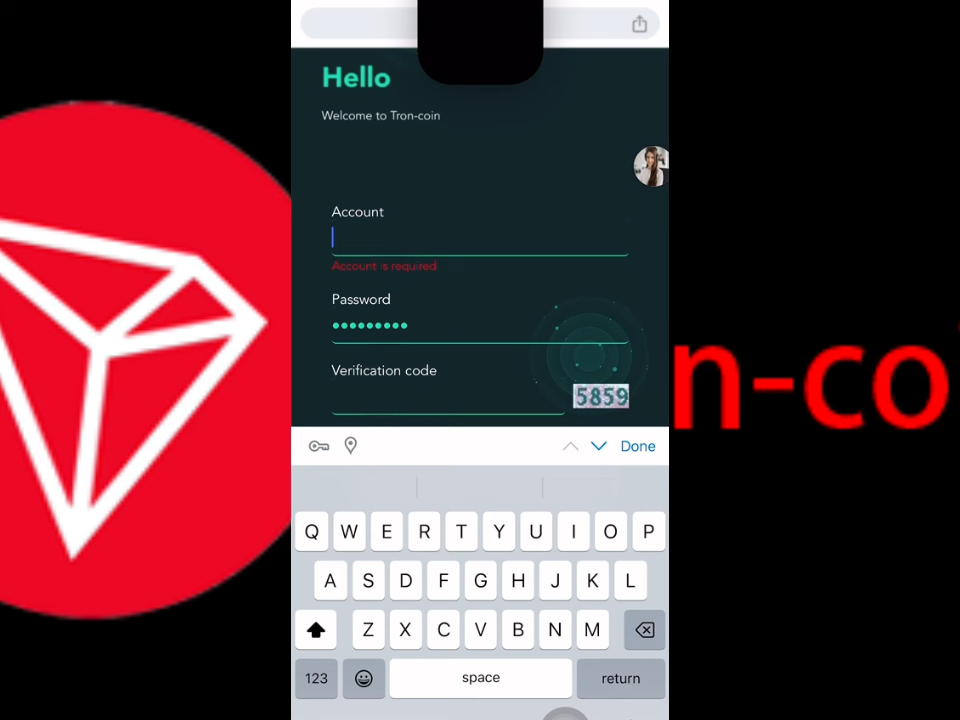 Hello
Welcome to Tron-coin
Account
Account is required
Password
Verification code
5859
n-co
Done
Q W E R T Y U I O P
A S D F G H J K L
Z X C V B N M
123
space
return